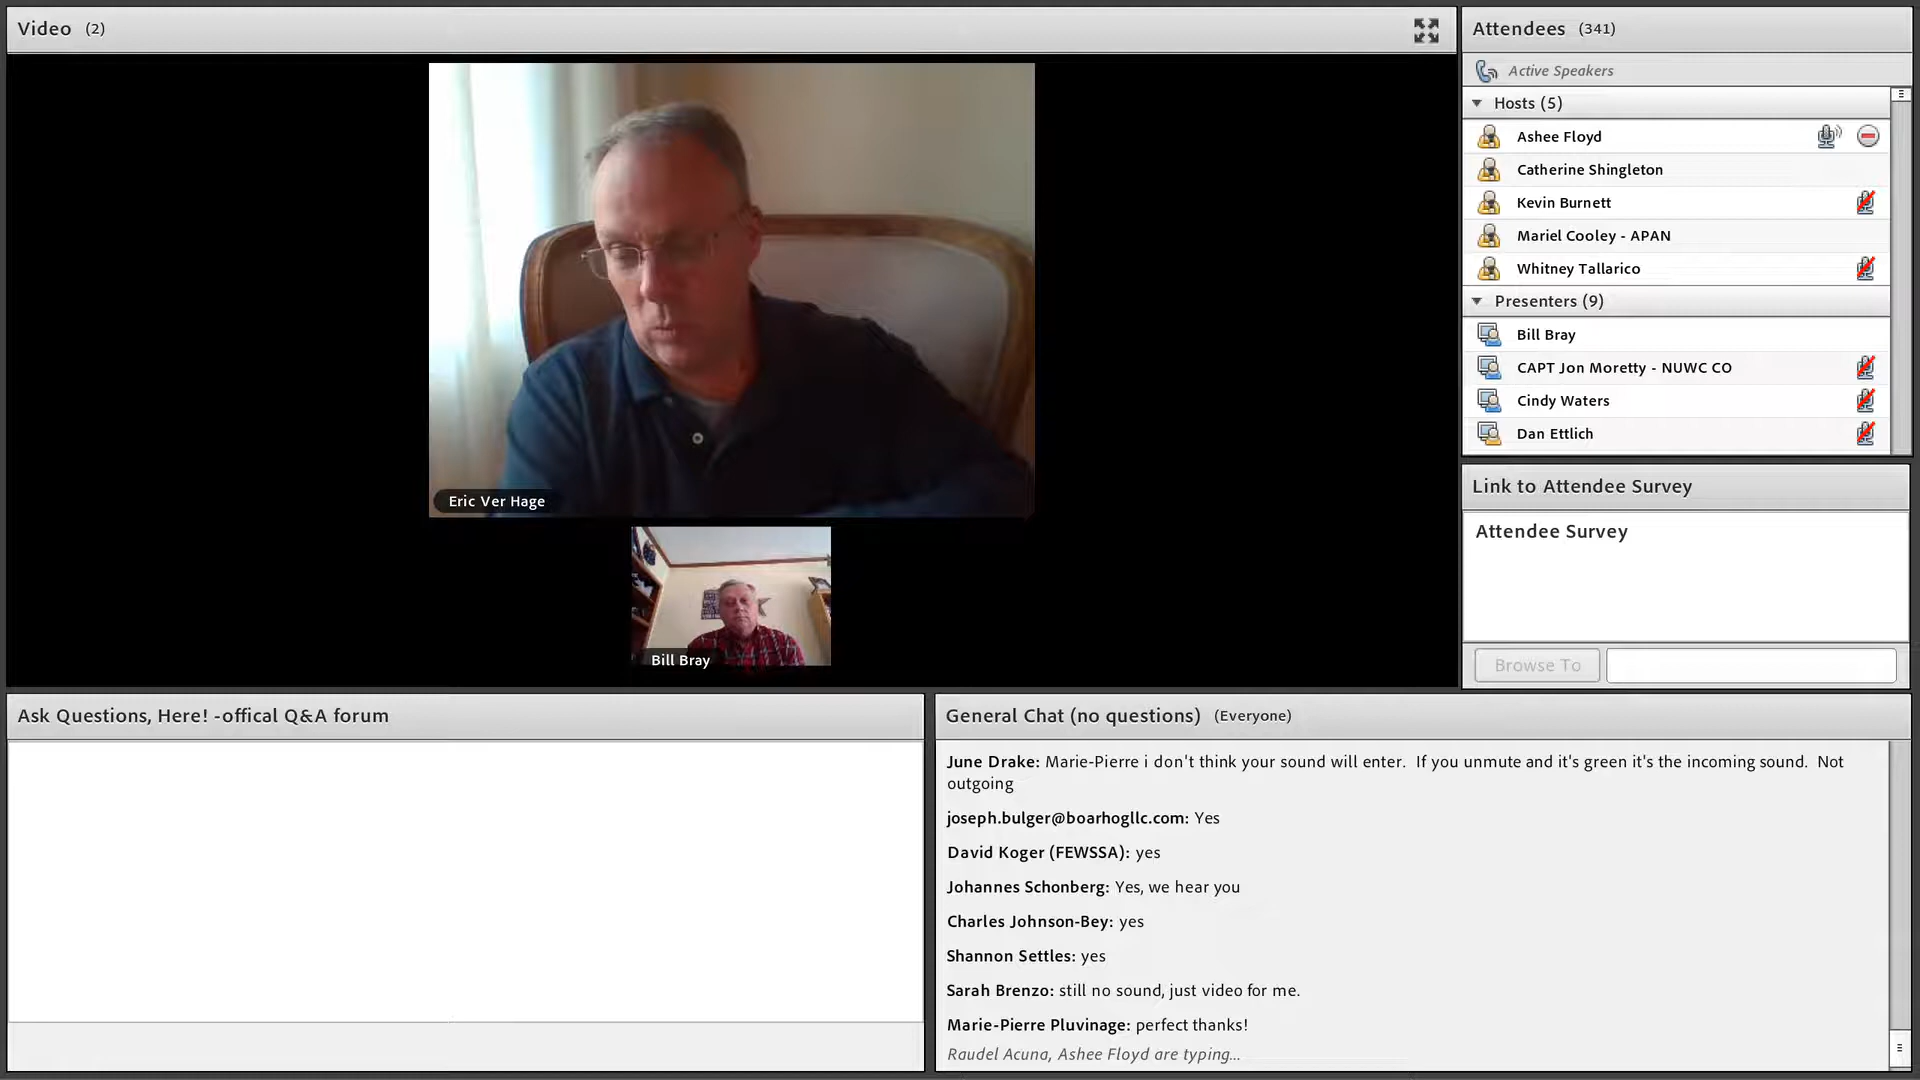 Video (2)
Eric Ver Hage
Bill Bray
Attendees (341)
Active Speakers
Hosts (5)
Ashee Floyd
Catherine Shingleton
Kevin Burnett
Mariel Cooley - APAN
Whitney Tallarico
Presenters (9)
Bill Bray
CAPT Jon Moretty - NUWC CO
Cindy Waters
Dan Ettlich
Link to Attendee Survey
Attendee Survey
Browse To
Ask Questions, Here! -offical Q&A forum
General Chat (no questions) (Everyone)
June Drake: Marie-Pierre i don't think your sound will enter. If you unmute and it's green it's the incoming sound. Not
outgoing
joseph.bulger@boarhogllc.com: Yes
David Koger (FEWSSA): yes
Johannes Schonberg: Yes, we hear you
Charles Johnson-Bey: yes
Shannon Settles: yes
Sarah Brenzo: still no sound, just video for me.
Marie-Pierre Pluvinage: perfect thanks!
Raudel Acuna, Ashee Floyd are typing...